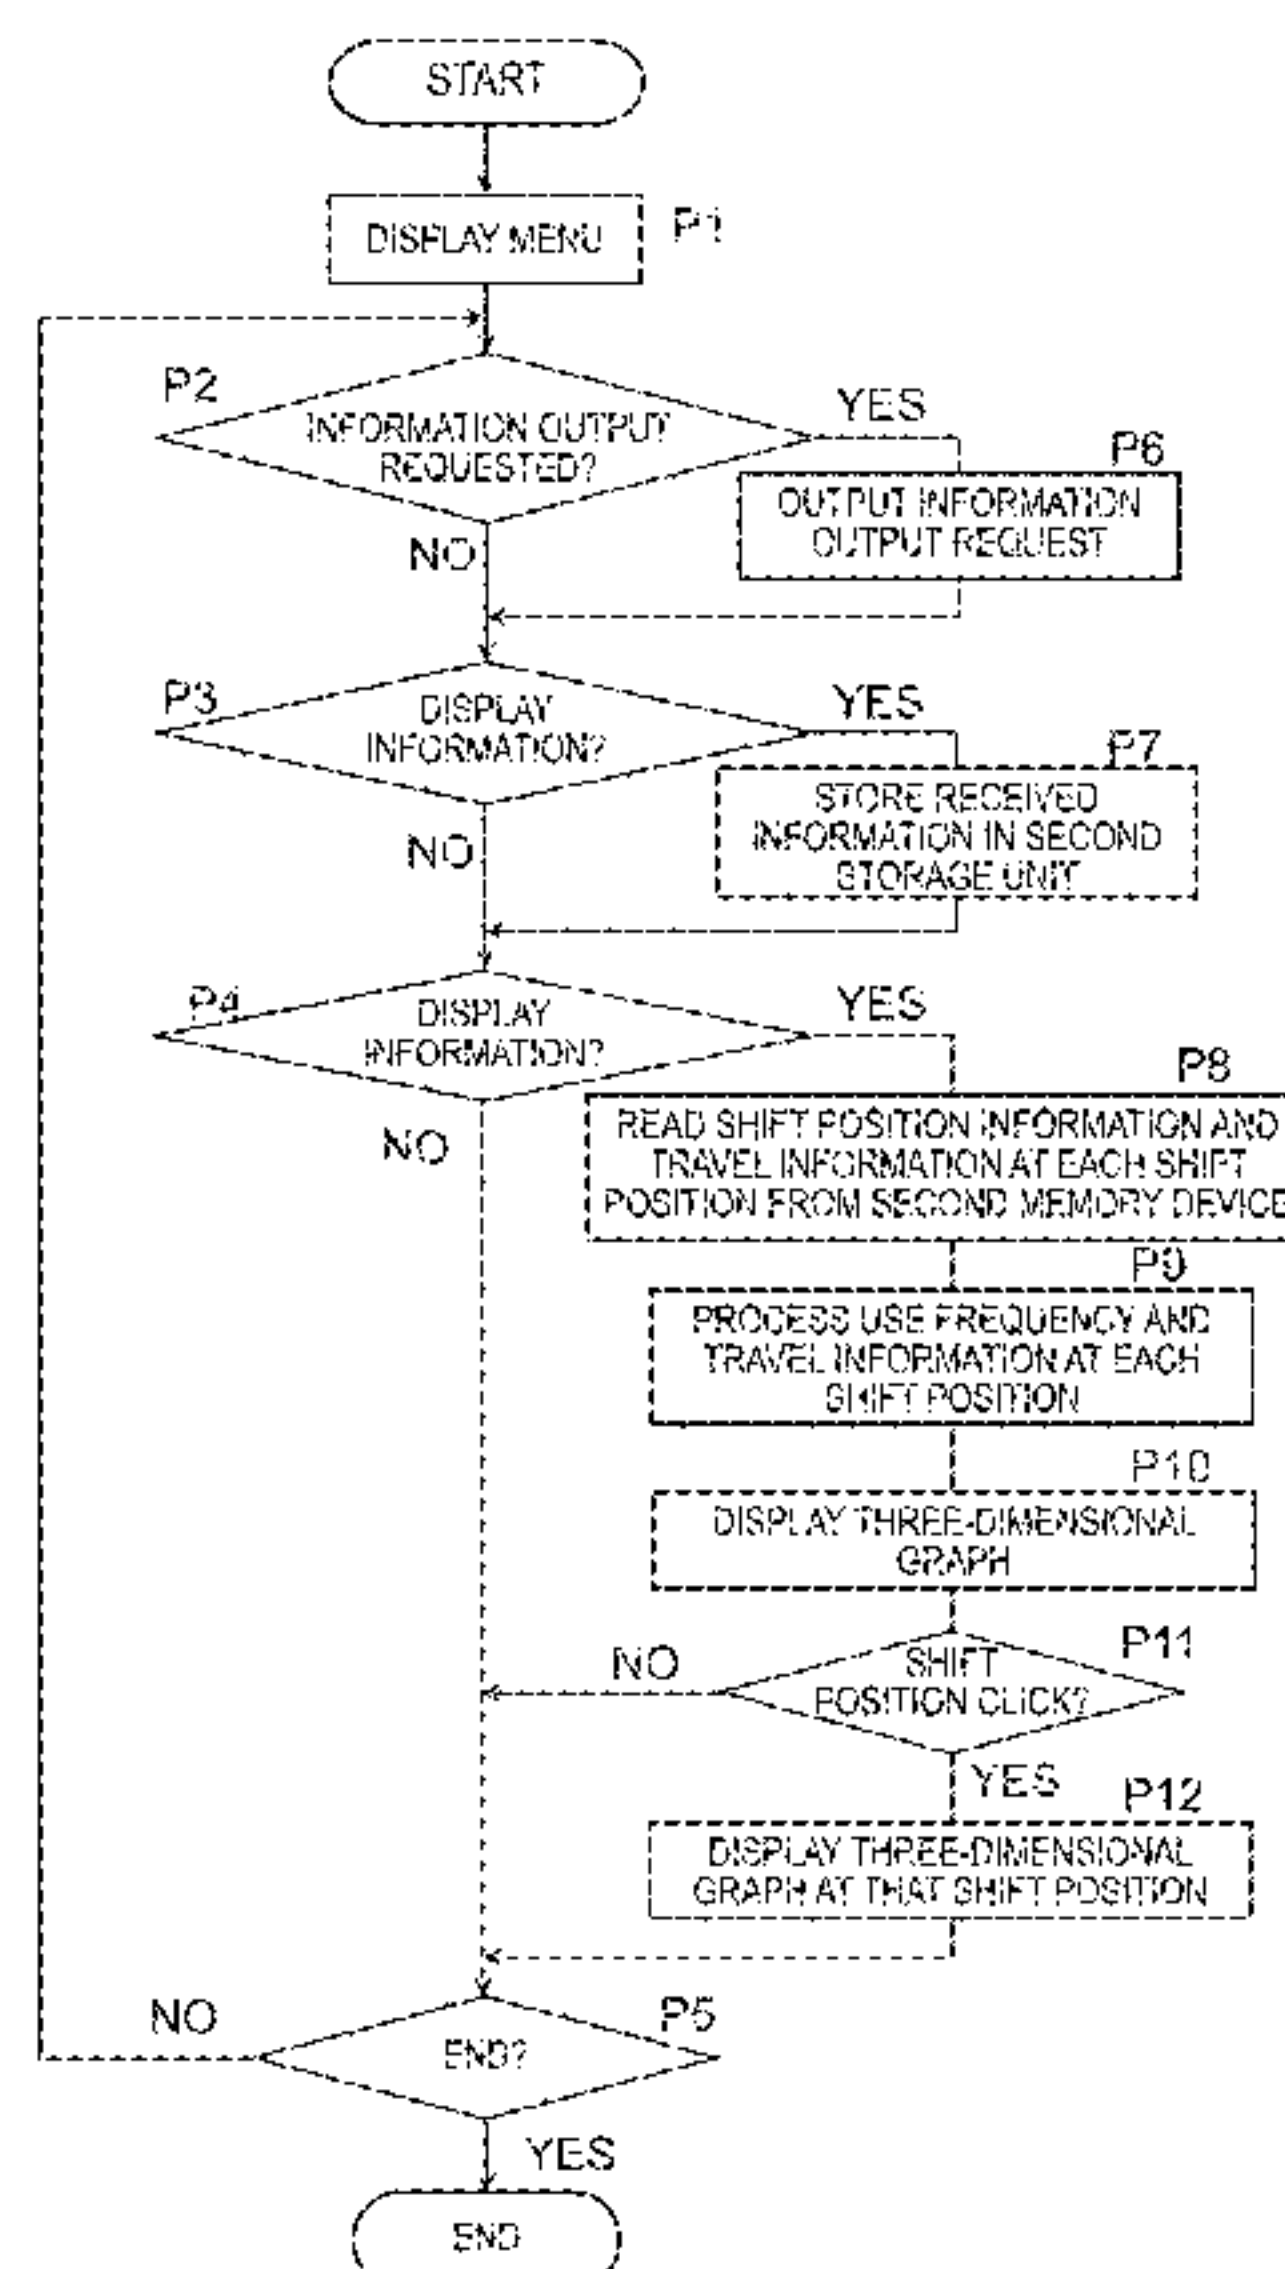 START
DISPLAY MENU
P1
P2
INFORMATION OUTPUT
REQUESTED?
YES
P6
OUTPUT INFORMATION
OUTPUT REQUEST
NO
P3
DISPLAY
INFORMATION?
YES
P7
STORE RECEIVED
INFORMATION IN SECOND
STORAGE UNIT
NO
P4
DISPLAY
INFORMATION?
YES
P8
READ SHIFT POSITION INFORMATION AND
TRAVEL INFORMATION AT EACH SHIFT
POSITION FROM SECOND MEMORY DEVICE
NO
P9
PROCESS USE FREQUENCY AND
TRAVEL INFORMATION AT EACH
SHIFT POSITION
P10
DISPLAY THREE-DIMENSIONAL
GRAPH
P11
SHIFT
POSITION CLICK?
NO
YES
P12
DISPLAY THREE-DIMENSIONAL
GRAPH AT THAT SHIFT POSITION
P5
END?
NO
YES
END